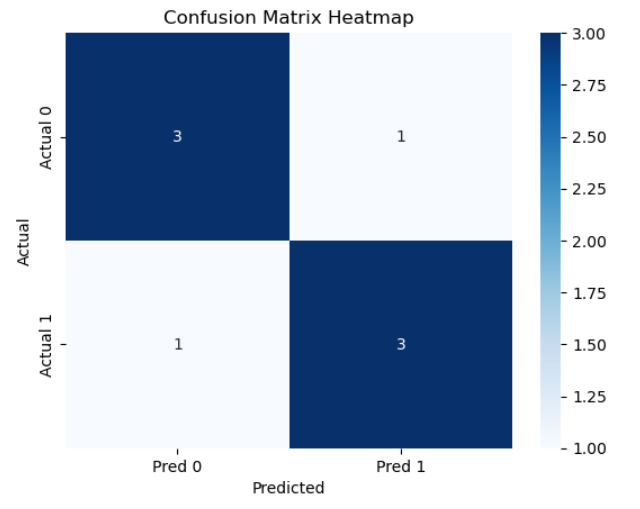 Confusion Matrix Heatmap
Actual
Actual 0
Actual 1
3
1
1
3
Pred 0
Pred 1
Predicted
3.00
2.75
2.50
2.25
2.00
1.75
1.50
1.25
1.00